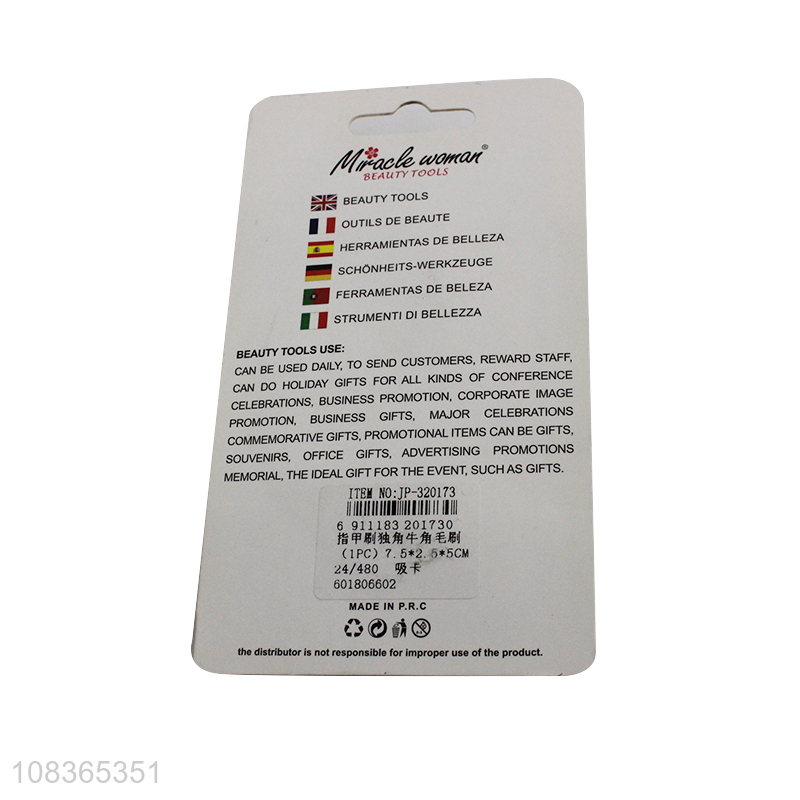 Miracle woman®
BEAUTY TOOLS
BEAUTY TOOLS
OUTILS DE BEAUTE
HERRAMIENTAS DE BELLEZA
SCHÖNHEITS-WERKZEUGE
FERRAMENTAS DE BELEZA
STRUMENTI DI BELLEZZA
BEAUTY TOOLS USE:
CAN BE USED DAILY, TO SEND CUSTOMERS, REWARD STAFF,
CAN DO HOLIDAY GIFTS FOR ALL KINDS OF CONFERENCE
CELEBRATIONS, BUSINESS PROMOTION, CORPORATE IMAGE
PROMOTION, BUSINESS GIFTS, MAJOR CELEBRATIONS
COMMEMORATIVE GIFTS, PROMOTIONAL ITEMS CAN BE GIFTS,
SOUVENIRS, OFFICE GIFTS, ADVERTISING PROMOTIONS
MEMORIAL, THE IDEAL GIFT FOR THE EVENT, SUCH AS GIFTS.
ITEM NO:JP-320173
6 911183 201730
指甲刷独角牛角毛刷
(1PC) 7.5*2.5*5CM
24/480 吸卡
601806602
MADE IN P.R.C
the distributor is not responsible for improper use of the product.
108365351